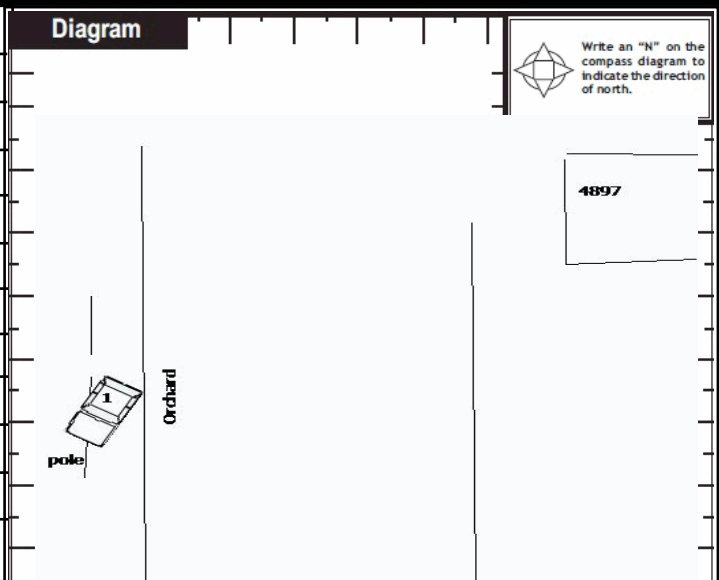 Diagram
Write an “N” on the
compass diagram to
indicate the direction
of north.
4897
1
Orchard
pole